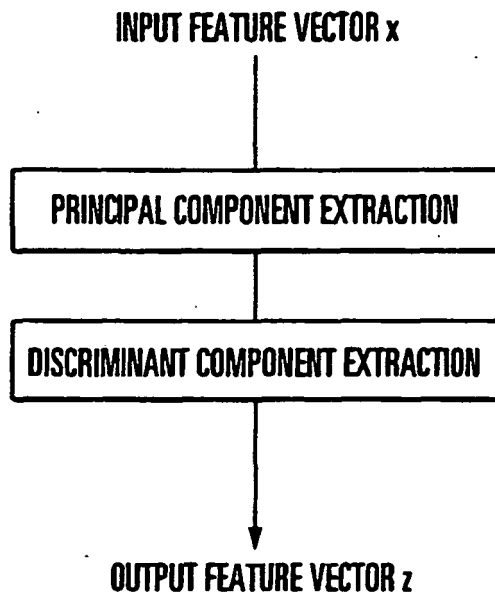 INPUT FEATURE VECTOR x
PRINCIPAL COMPONENT EXTRACTION
DISCRIMINANT COMPONENT EXTRACTION
OUTPUT FEATURE VECTOR z